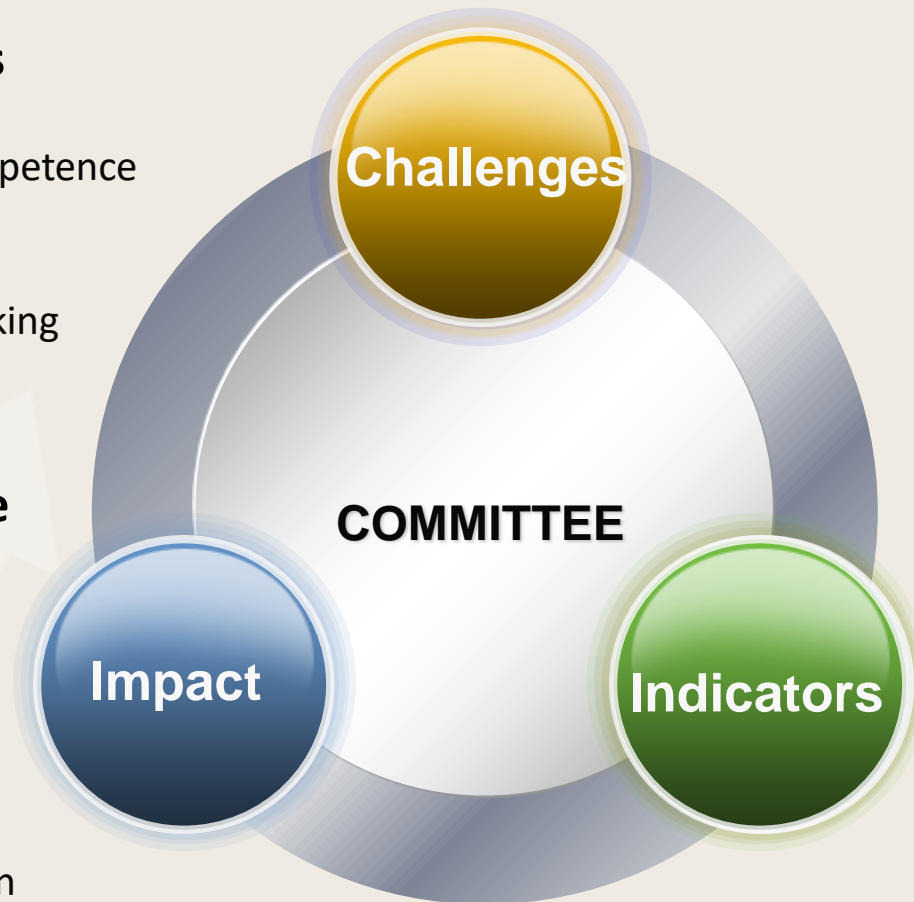 s
petence
king
e
n
Challenges
COMMITTEE
Impact
Indicators